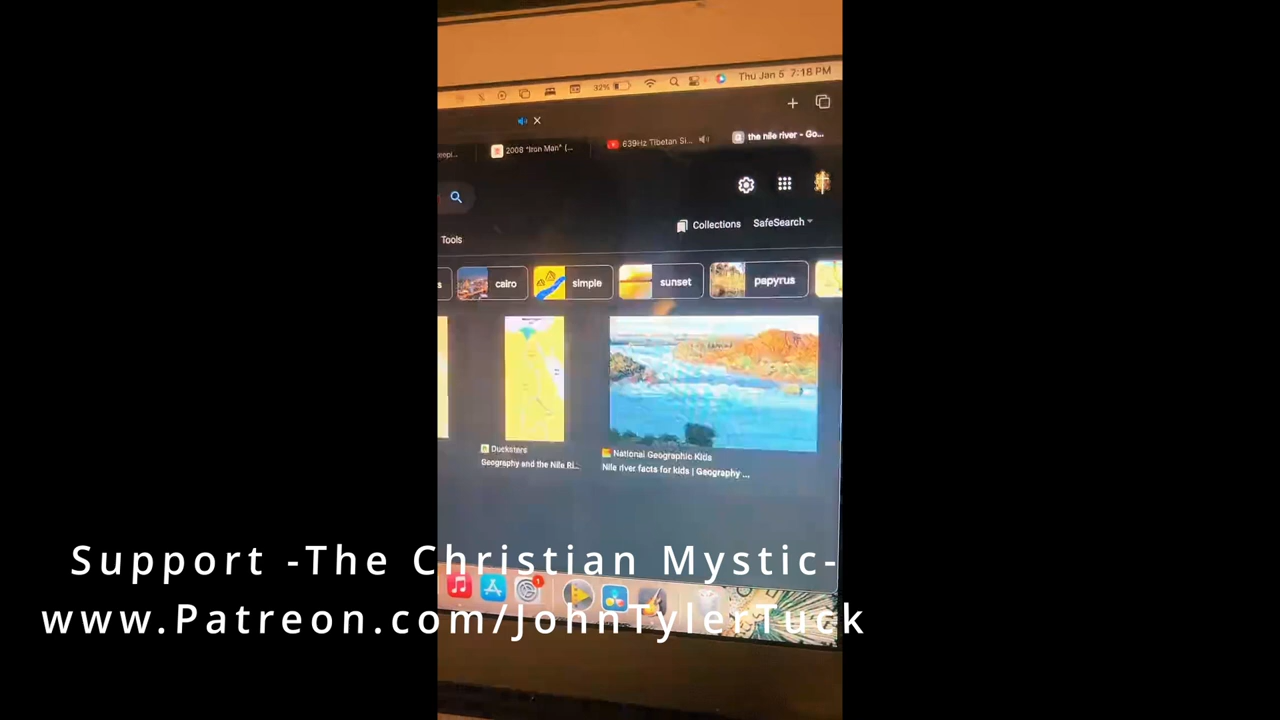 32% Thu Jan 5 7:18 PM
2008 "Iron Man" (... 639Hz Tibetan Si... the nile river - Go...
Collections SafeSearch
Tools
s cairo simple sunset papyrus
Ducksters National Geographic Kids
Geography and the Nile Ri... Nile river facts for kids | Geography ...
Support -The Christian Mystic-
1
www.Patreon.com/JohnTylerTuck